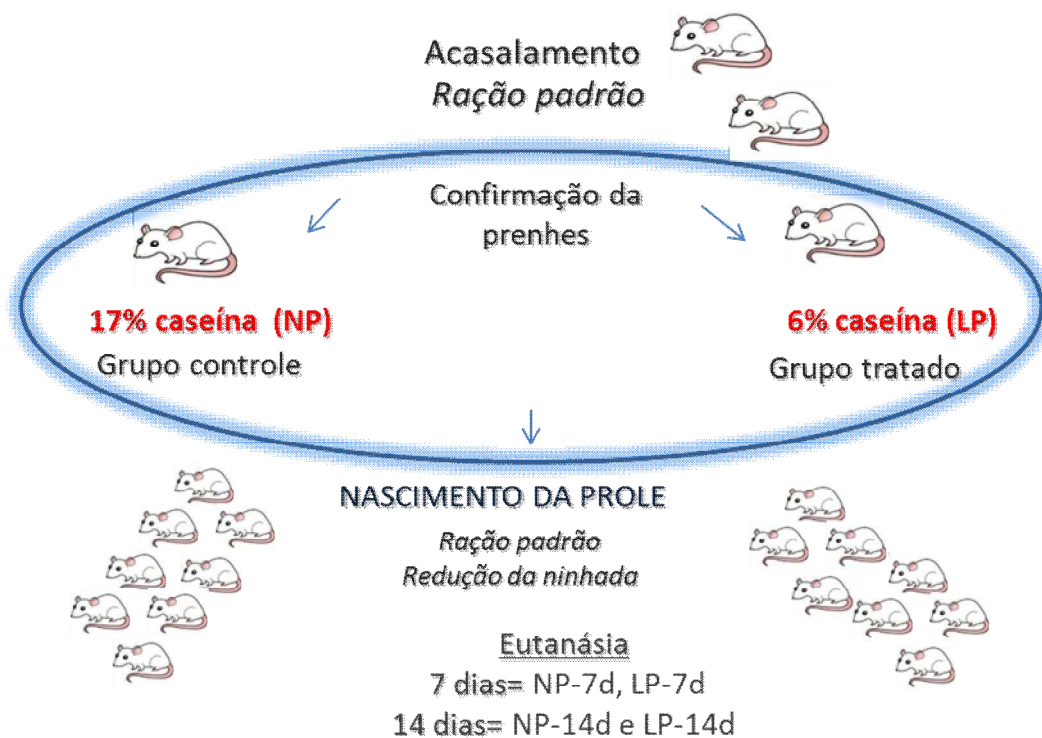 Acasalamento
Ração padrão
Confirmação da
prenhes
17% caseína (NP)
Grupo controle
6% caseína (LP)
Grupo tratado
NASCIMENTO DA PROLE
Ração padrão
Redução da ninhada
Eutanásia
7 dias= NP-7d, LP-7d
14 dias= NP-14d e LP-14d